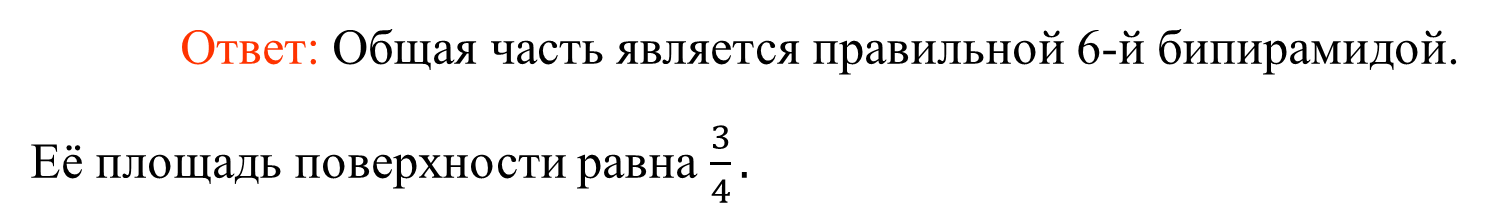 Ответ: Общая часть является правильной 6-й бипирамидой.
Её площадь поверхности равна 3/4.